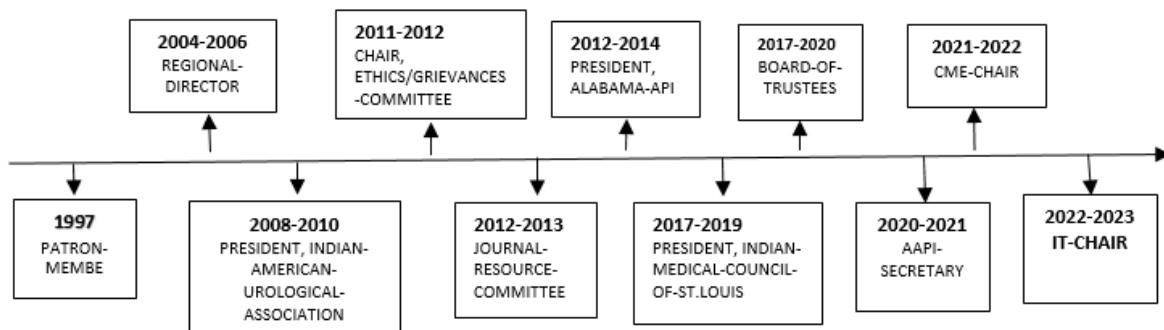 2004-2006
REGIONAL-
DIRECTOR
2011-2012
CHAIR,
ETHICS/GRIEVANCES
-COMMITTEE
2012-2014
PRESIDENT,
ALABAMA-API
2017-2020
BOARD-OF-
TRUSTEES
2021-2022
CME-CHAIR
1997
PATRON-
MEMBE
2008-2010
PRESIDENT, INDIAN-
AMERICAN-
UROLOGICAL-
ASSOCIATION
2012-2013
JOURNAL-
RESOURCE-
COMMITTEE
2017-2019
PRESIDENT, INDIAN-
MEDICAL-COUNCIL-
OF-ST.LOUIS
2020-2021
AAPI-
SECRETARY
2022-2023
IT-CHAIR